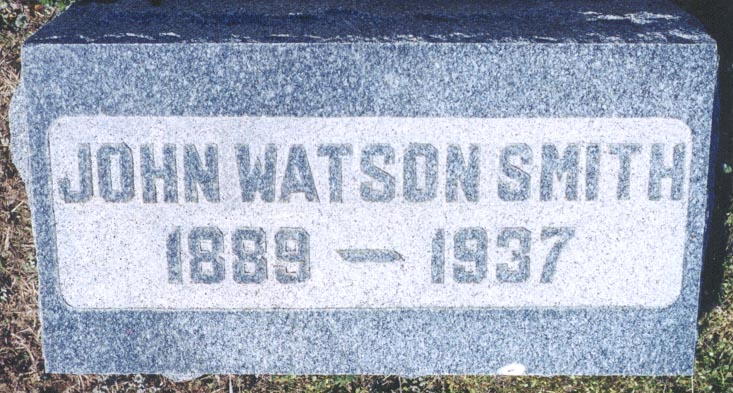 JOHN WATSON SMITH
1889 — 1937